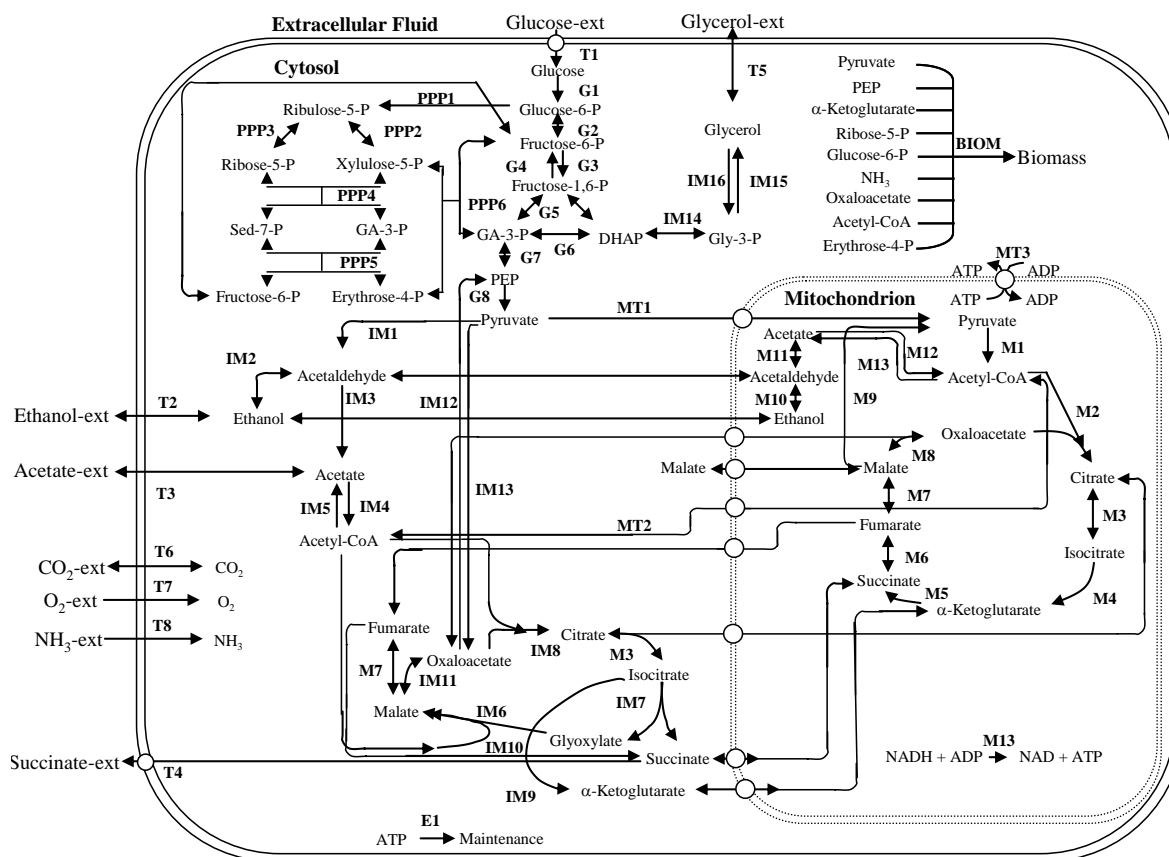 Glucose-ext
Glycerol-ext
Extracellular Fluid
T1
Cytosol
Glucose
T5
G1
Pyruvate
PEP
α-Ketoglutarate
Ribose-5-P
Glucose-6-P
NH3
Oxaloacetate
Acetyl-CoA
Erythrose-4-P
BIOM
Biomass
Ribulose-5-P
PPP1
Glucose-6-P
G2
Glycerol
PPP3
PPP2
Fructose-6-P
G4
G3
Ribose-5-P
Xylulose-5-P
Fructose-1,6-P
IM16
IM15
PPP4
PPP6
G5
IM14
Sed-7-P
GA-3-P
GA-3-P
G6
DHAP
Gly-3-P
G7
PPP5
PEP
Fructose-6-P
Erythrose-4-P
G8
ATP
MT3
ADP
ATP
ADP
Mitochondrion
Pyruvate
MT1
Pyruvate
IM1
Acetate
M12
M1
IM2
M11
M13
Acetaldehyde
Acetaldehyde
Acetyl-CoA
IM3
M10
M9
Ethanol-ext
T2
Ethanol
IM12
Ethanol
M2
Oxaloacetate
M8
Acetate-ext
T3
Acetate
Malate
Malate
Citrate
IM5
IM4
IM13
M7
M3
MT2
Acetyl-CoA
Fumarate
Isocitrate
CO2-ext
T6
CO2
M6
Succinate
M5
M4
O2-ext
T7
O2
α-Ketoglutarate
NH3-ext
T8
NH3
Fumarate
Citrate
M7
Oxaloacetate
IM8
M3
IM11
Isocitrate
IM7
Malate
IM6
Glyoxylate
IM10
Succinate
M13
NADH + ADP
NAD + ATP
Succinate-ext
T4
IM9
α-Ketoglutarate
E1
ATP
Maintenance